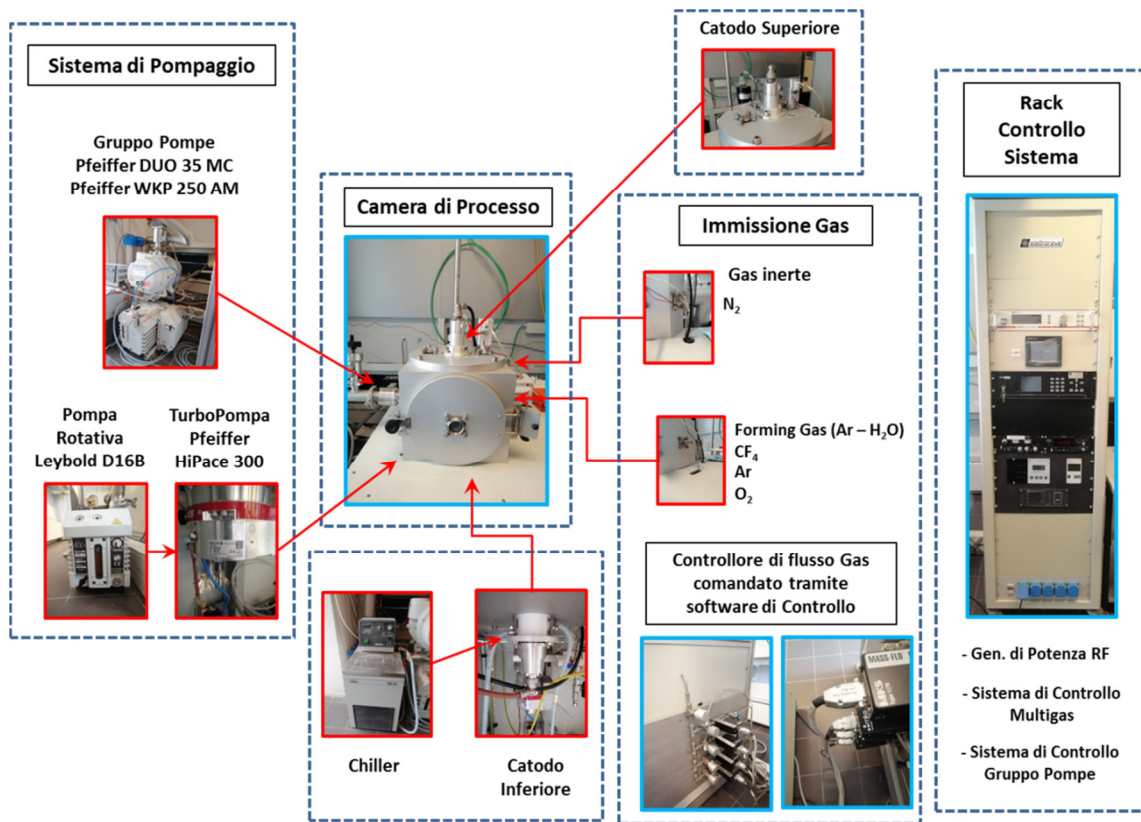 Sistema di Pompaggio
Gruppo Pompe
Pfeiffer DUO 35 MC
Pfeiffer WKP 250 AM
Pompa
Rotativa
Leybold D16B
TurboPompa
Pfeiffer
HiPace 300
Camera di Processo
Chiller
Catodo
Inferiore
Catodo Superiore
Immissione Gas
Gas inerte
N₂
Forming Gas (Ar – H₂O)
CF₄
Ar
O₂
Controllore di flusso Gas
comandato tramite
software di Controllo
MASS-FLO
MKS
Rack
Controllo
Sistema
- Gen. di Potenza RF
- Sistema di Controllo
Multigas
- Sistema di Controllo
Gruppo Pompe